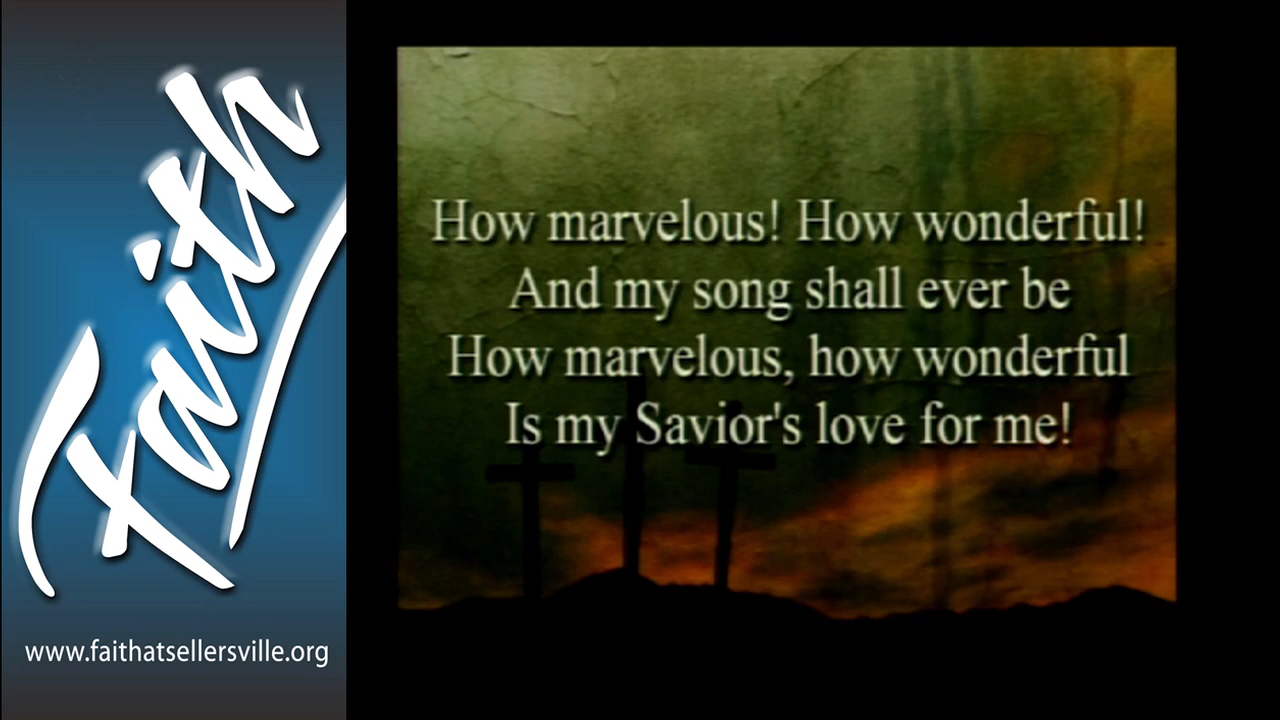 Faith
www.faithatsellersville.org
How marvelous! How wonderful!
And my song shall ever be
How marvelous, how wonderful
Is my Savior's love for me!